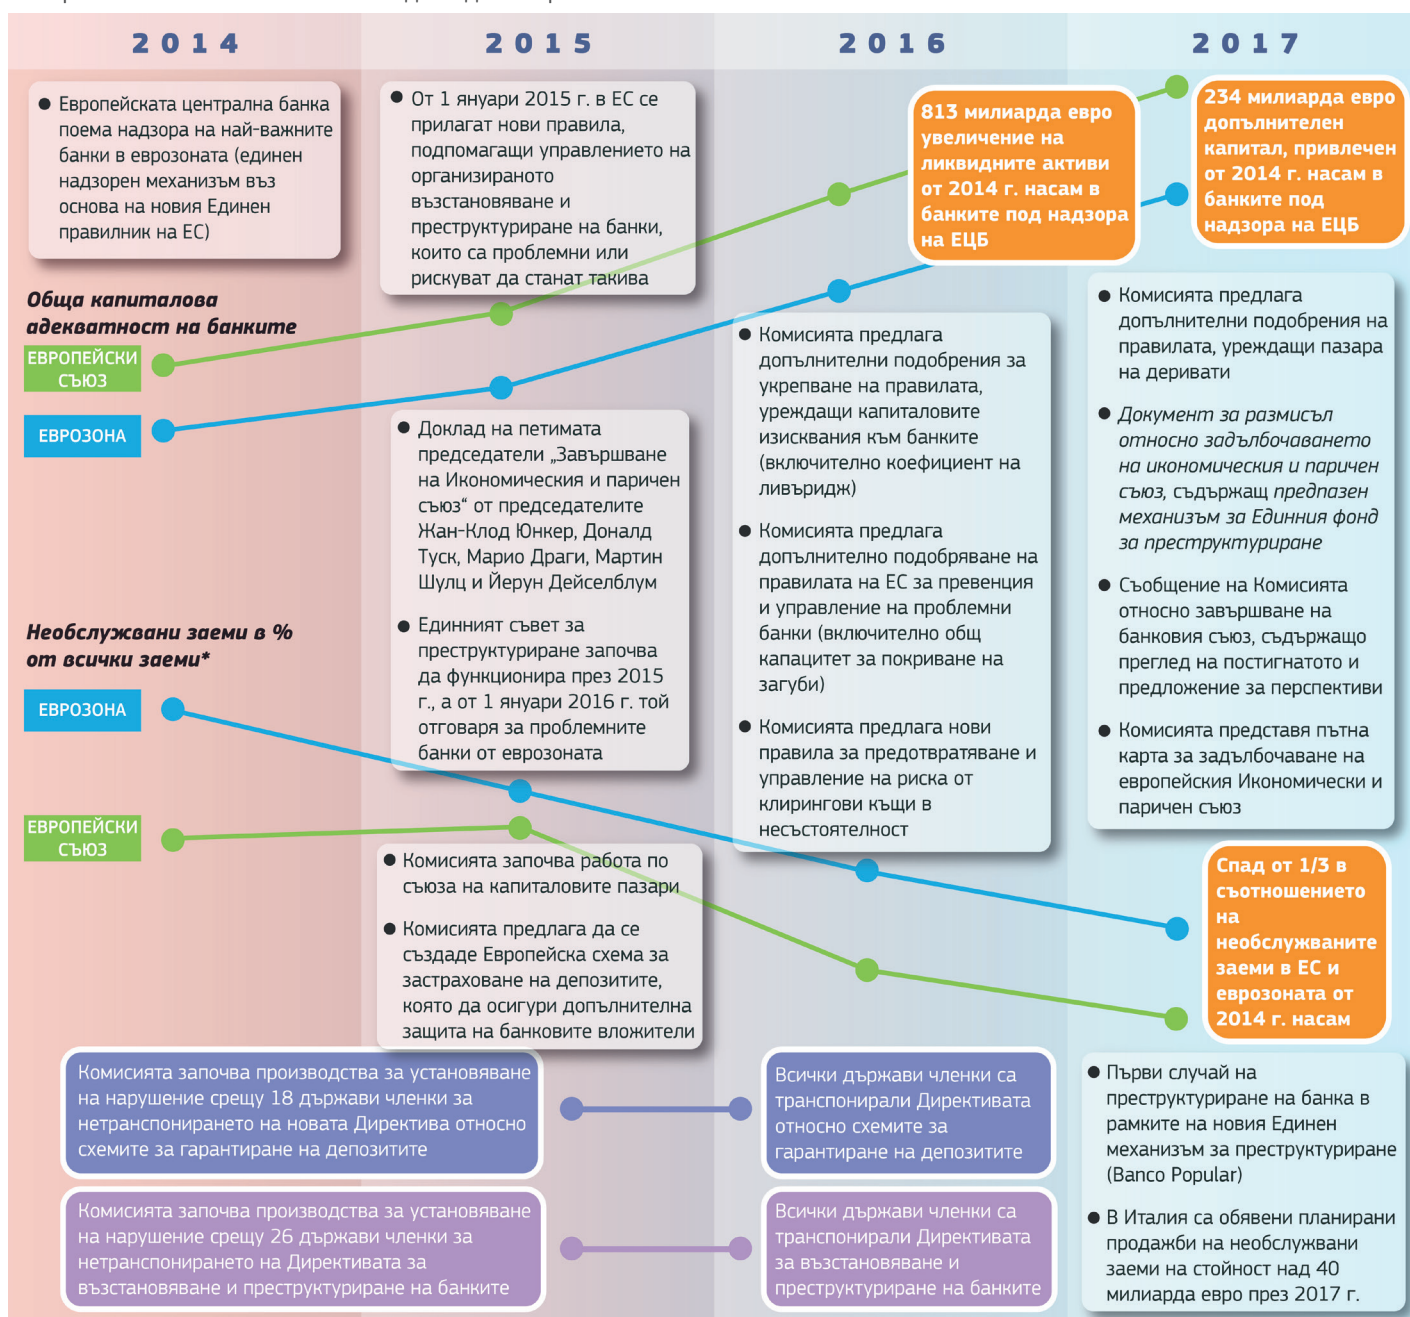 2014
2015
2016
2017
● Европейската централна банка
поема надзора на най-важните
банки в еврозоната (единен
надзорен механизъм въз
основа на новия Единен
правилник на ЕС)
● От 1 януари 2015 г. в ЕС се
прилагат нови правила,
подпомагащи управлението на
организираното
възстановяване и
преструктуриране на банки,
които са проблемни или
рискуват да станат такива
813 милиарда евро
увеличение на
ликвидните активи
от 2014 г. насам в
банките под надзора
на ЕЦБ
234 милиарда евро
допълнителен
капитал, привлечен
от 2014 г. насам в
банките под
надзора на ЕЦБ
Обща капиталова
адекватност на банките
ЕВРОПЕЙСКИ
СЪЮЗ
ЕВРОЗОНА
● Доклад на петимата
председатели „Завършване
на Икономическия и паричен
съюз“ от председателите
Жан-Клод Юнкер, Доналд
Туск, Марио Драги, Мартин
Шулц и Йерун Дейселблум
● Единният съвет за
преструктуриране започва
да функционира през 2015
г., а от 1 януари 2016 г. той
отговаря за проблемните
банки от еврозоната
● Комисията предлага
допълнителни подобрения за
укрепване на правилата,
уреждащи капиталовите
изисквания към банките
(включително коефициент на
ливъридж)
● Комисията предлага
допълнително подобряване на
правилата на ЕС за превенция
и управление на проблемни
банки (включително общ
капацитет за покриване на
загуби)
● Комисията предлага нови
правила за предотвратяване и
управление на риска от
клирингови къщи в
несъстоятелност
● Комисията предлага
допълнителни подобрения на
правилата, уреждащи пазара
на деривати
● Документ за размисъл
относно задълбочаването
на икономическия и паричен
съюз, съдържащ предпазен
механизъм за Единния фонд
за преструктуриране
● Съобщение на Комисията
относно завършване на
банковия съюз, съдържащо
преглед на постигнатото и
предложение за перспективи
● Комисията представя пътна
карта за задълбочаване на
европейския Икономически и
паричен съюз
Необслужвани заеми в %
от всички заеми*
ЕВРОЗОНА
ЕВРОПЕЙСКИ
СЪЮЗ
● Комисията започва работа по
съюза на капиталовите пазари
● Комисията предлага да се
създаде Европейска схема за
застраховане на депозитите,
която да осигури допълнителна
защита на банковите вложители
Спад от 1/3 в
съотношението
на
необслужваните
заеми в ЕС и
еврозоната от
2014 г. насам
Комисията започва производства за установяване
на нарушение срещу 18 държави членки за
нетранспонирането на новата Директива относно
схемите за гарантиране на депозитите
Всички държави членки са
транспонирали Директивата
относно схемите за
гарантиране на депозитите
Комисията започва производства за установяване
на нарушение срещу 26 държави членки за
нетранспонирането на Директивата за
възстановяване и преструктуриране на банките
Всички държави членки са
транспонирали Директивата
за възстановяване и
преструктуриране на банките
● Първи случай на
преструктуриране на банка в
рамките на новия Единен
механизъм за преструктуриране
(Banco Popular)
● В Италия са обявени планирани
продажби на необслужвани
заеми на стойност над 40
милиарда евро през 2017 г.